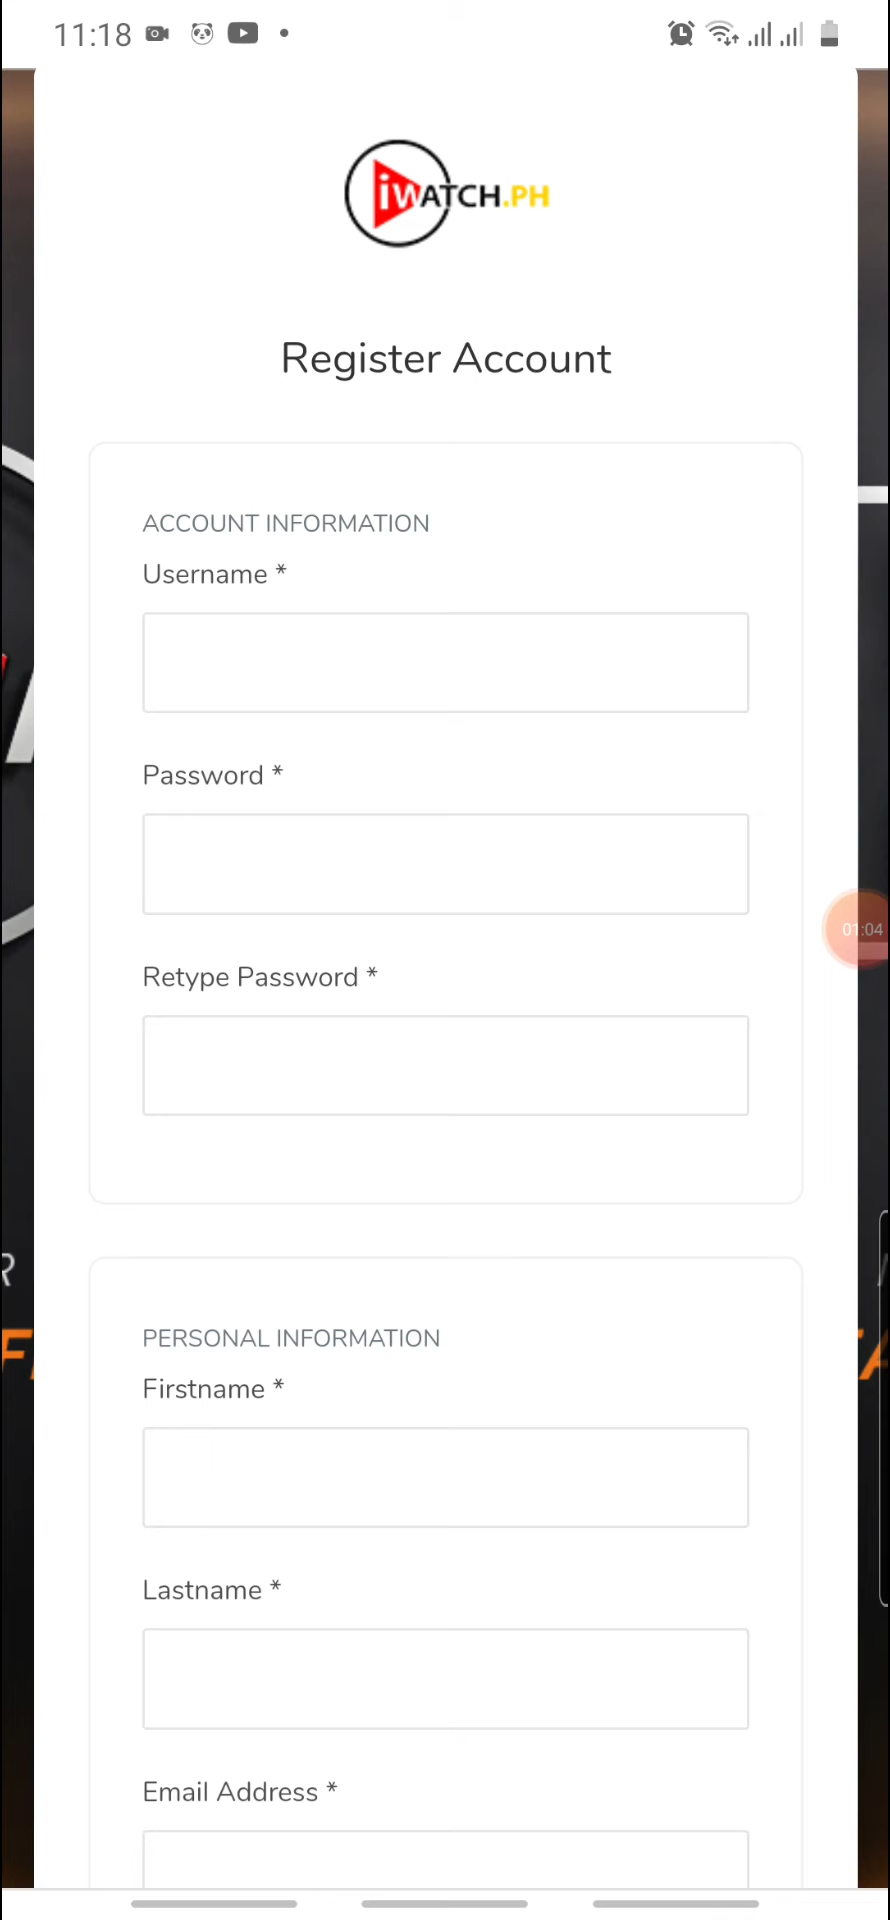 11:18
iWATCH.PH
Register Account
ACCOUNT INFORMATION
Username *
Password *
Retype Password *
01:04
PERSONAL INFORMATION
Firstname *
Lastname *
Email Address *